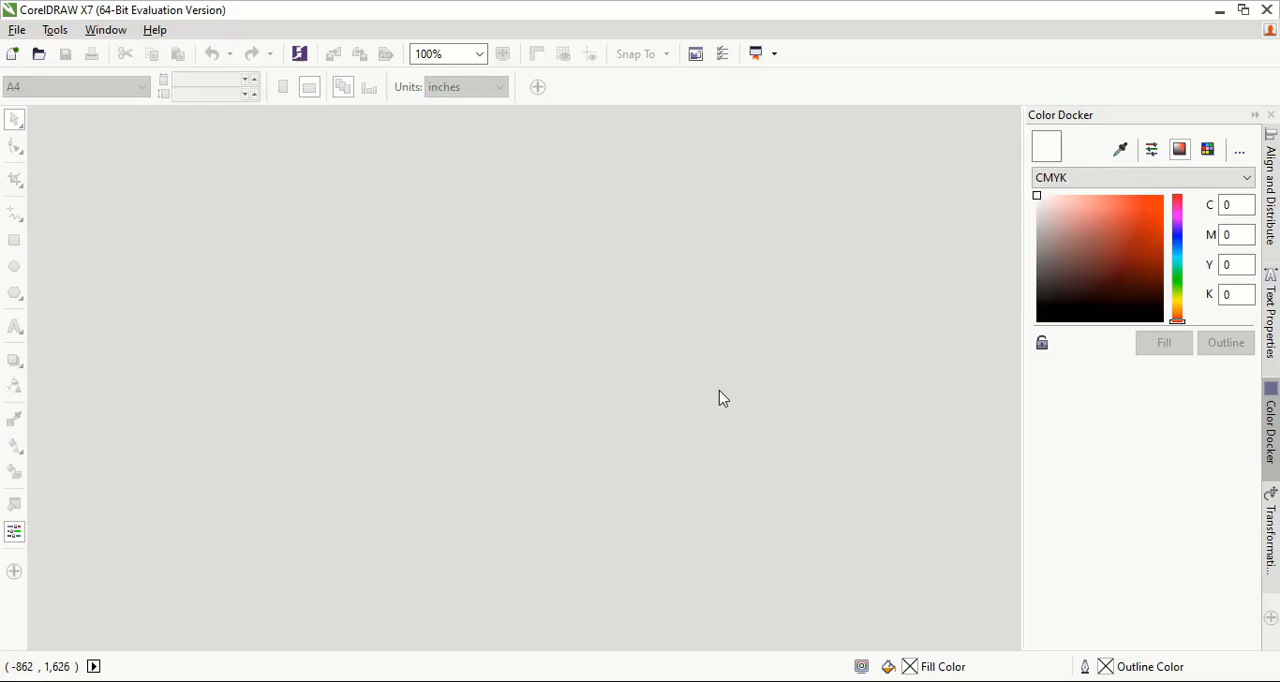 CorelDRAW X7 (64-Bit Evaluation Version)
File Tools Window Help
100% Snap To
A4 Units: inches
Color Docker
...
CMYK
C 0
M 0
Y 0
K 0
Fill Outline
Align and Distribute
Text Properties
Color Docker
Transformati...
( -862 , 1,626 ) Fill Color Outline Color